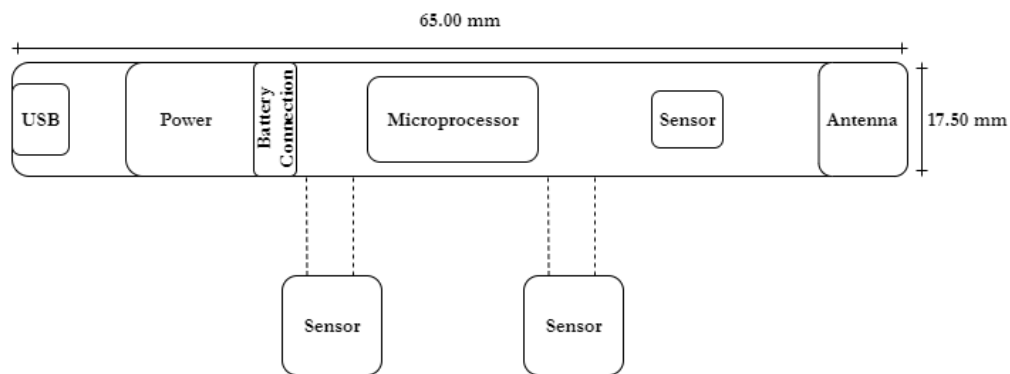 65.00 mm
USB
Power
Battery
Connection
Microprocessor
Sensor
Antenna
17.50 mm
Sensor
Sensor